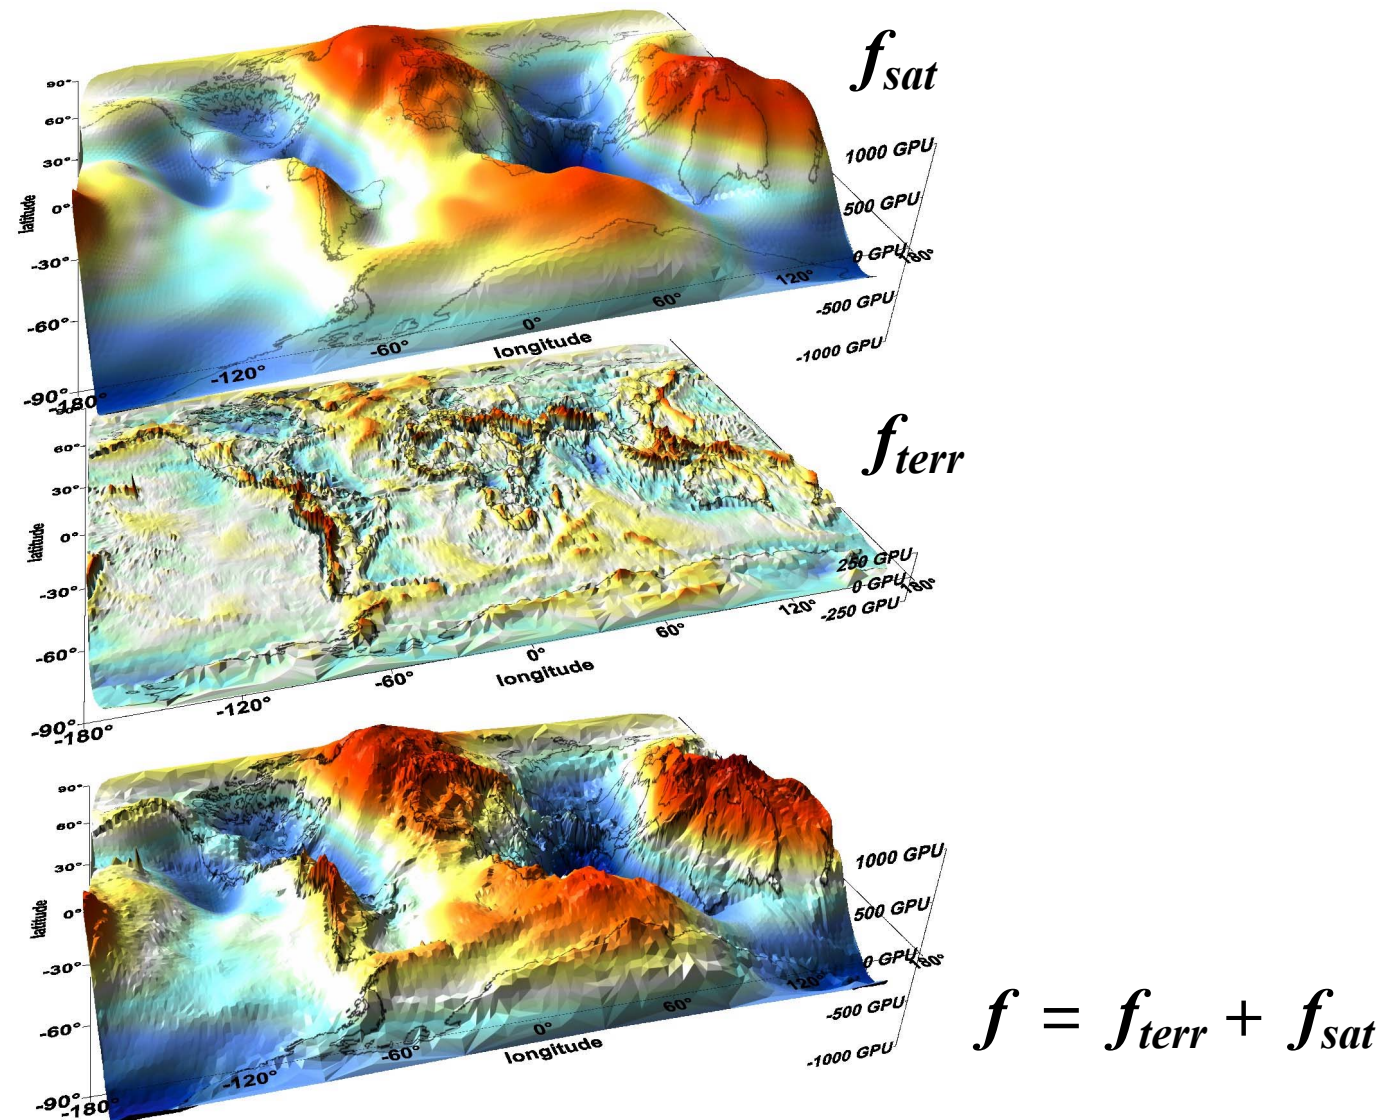 f_sat
90°
60°
30°
0°
-30°
-60°
-90°
latitude
-180°
-120°
-60°
0°
60°
120°
180°
longitude
1000 GPU
500 GPU
0 GPU
-500 GPU
-1000 GPU
f_terr
90°
60°
30°
0°
-30°
-60°
-90°
latitude
-180°
-120°
-60°
0°
60°
120°
180°
longitude
250 GPU
0 GPU
-250 GPU
90°
60°
30°
0°
-30°
-60°
-90°
latitude
-180°
-120°
-60°
0°
60°
120°
180°
longitude
1000 GPU
500 GPU
0 GPU
-500 GPU
-1000 GPU
f = f_terr + f_sat